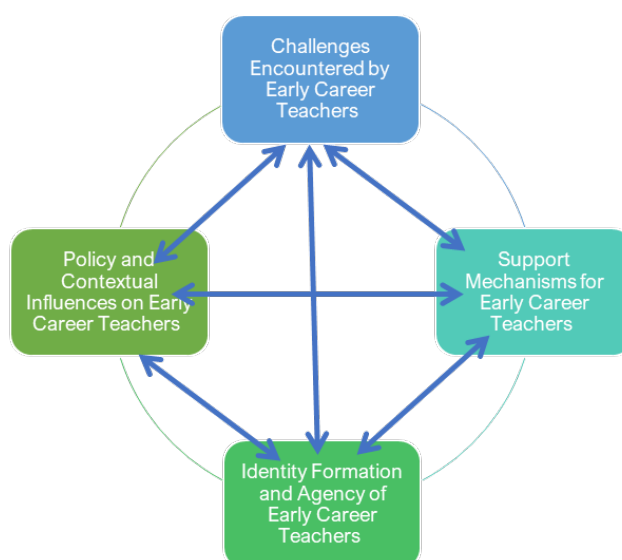 Challenges
Encountered by
Early Career
Teachers
Policy and
Contextual
Influences on Early
Career Teachers
Support
Mechanisms for
Early Career
Teachers
Identity Formation
and Agency of
Early Career
Teachers